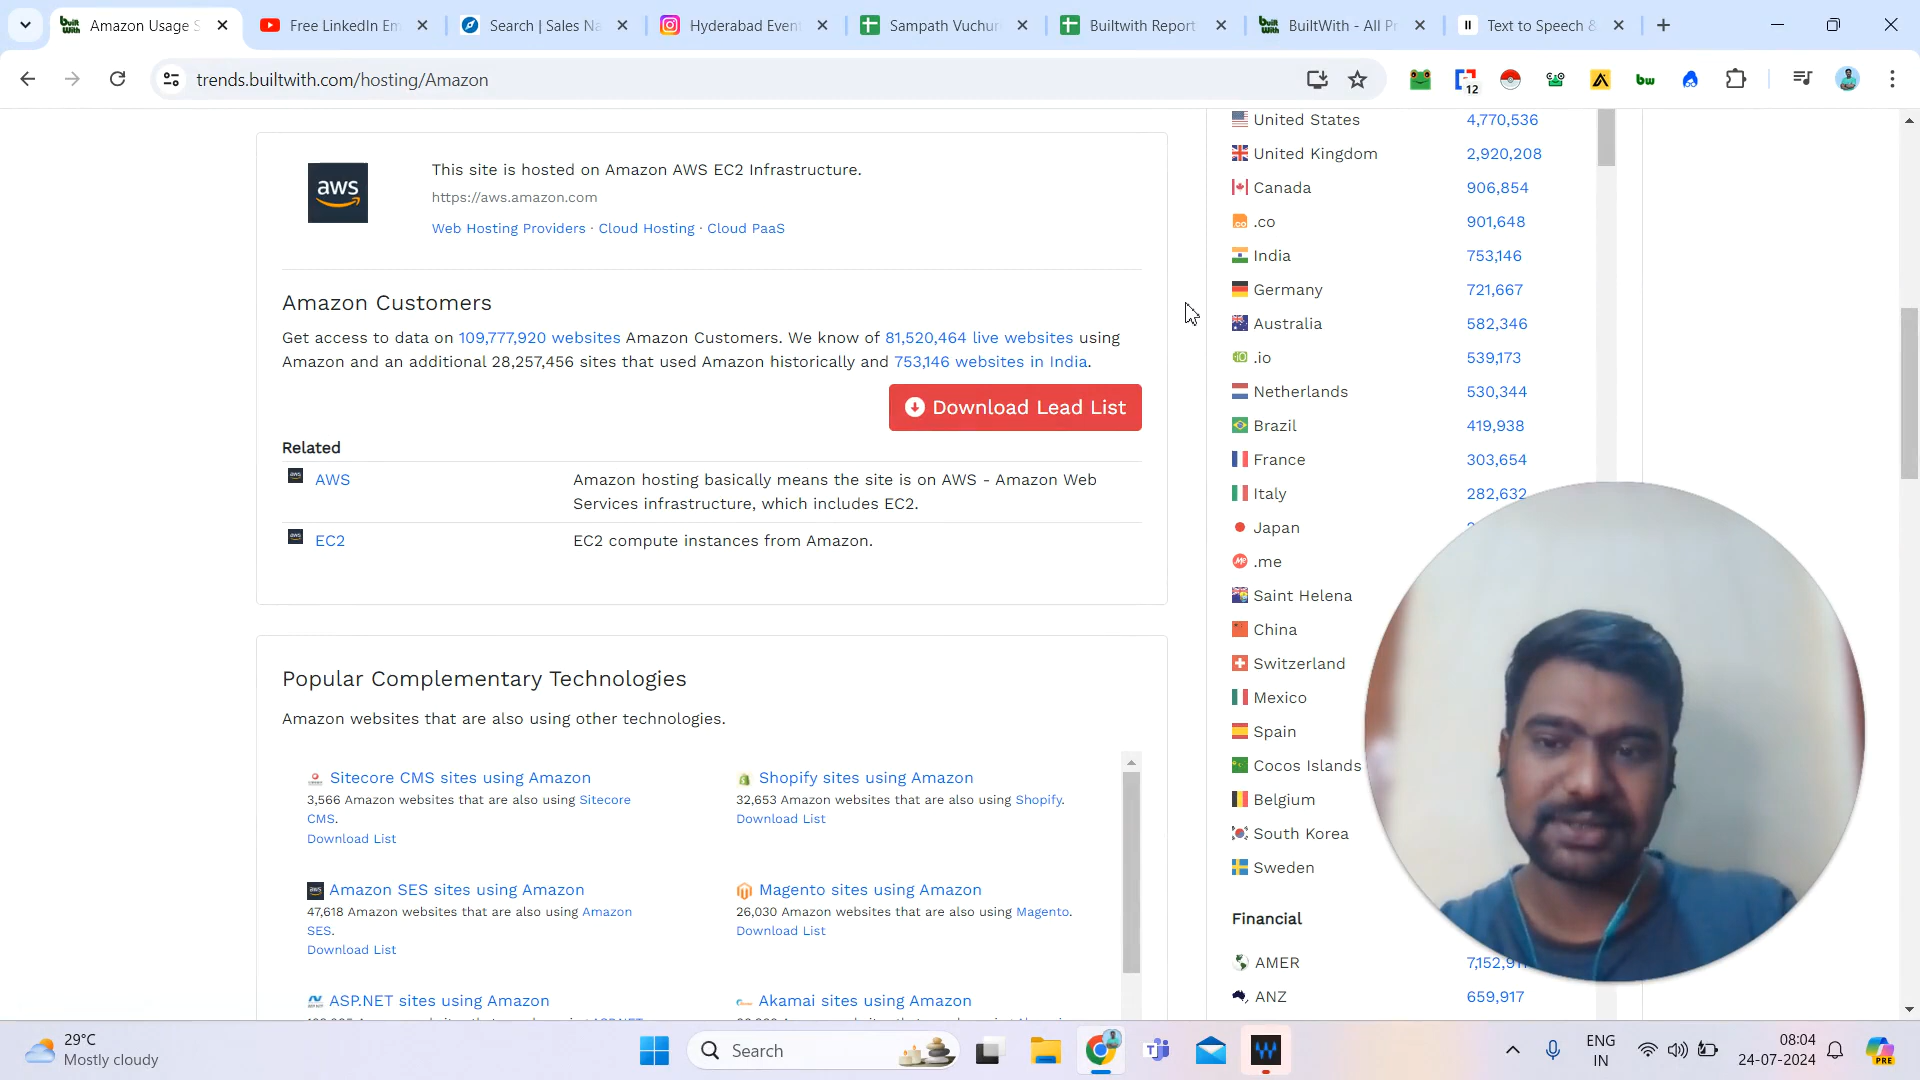 Amazon Usage S
Free LinkedIn Em
Search | Sales Na
Hyderabad Event
Sampath Vuchur
Builtwith Report
BuiltWith - All Pr
Text to Speech &
trends.builtwith.com/hosting/Amazon
12
bw
aws
This site is hosted on Amazon AWS EC2 Infrastructure.
https://aws.amazon.com
Web Hosting Providers · Cloud Hosting · Cloud PaaS
Amazon Customers
Get access to data on 109,777,920 websites Amazon Customers. We know of 81,520,464 live websites using
Amazon and an additional 28,257,456 sites that used Amazon historically and 753,146 websites in India.
Download Lead List
Related
AWS
Amazon hosting basically means the site is on AWS - Amazon Web
Services infrastructure, which includes EC2.
EC2
EC2 compute instances from Amazon.
Popular Complementary Technologies
Amazon websites that are also using other technologies.
Sitecore CMS sites using Amazon
3,566 Amazon websites that are also using Sitecore
CMS.
Download List
Shopify sites using Amazon
32,653 Amazon websites that are also using Shopify.
Download List
Amazon SES sites using Amazon
47,618 Amazon websites that are also using Amazon
SES.
Download List
Magento sites using Amazon
26,030 Amazon websites that are also using Magento.
Download List
ASP.NET sites using Amazon
Akamai sites using Amazon
United States 4,770,536
United Kingdom 2,920,208
Canada 906,854
.co 901,648
India 753,146
Germany 721,667
Australia 582,346
.io 539,173
Netherlands 530,344
Brazil 419,938
France 303,654
Italy 282,632
Japan
.me
Saint Helena
China
Switzerland
Mexico
Spain
Cocos Islands
Belgium
South Korea
Sweden
Financial
AMER 7,152,9
ANZ 659,917
29°C
Mostly cloudy
Search
ENG
IN
08:04
24-07-2024
PRE